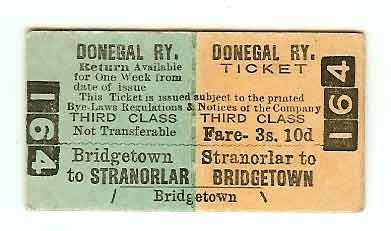 DONEGAL RY. DONEGAL RY.
Return Available TICKET
for One Week from
date of issue
This Ticket is issued subject to the printed
Bye-Laws Regulations & Notices of the Company
THIRD CLASS THIRD CLASS
Not Transferable Fare- 3s. 10d
Bridgetown Stranorlar to
to STRANORLAR BRIDGETOWN
Bridgetown
164
164